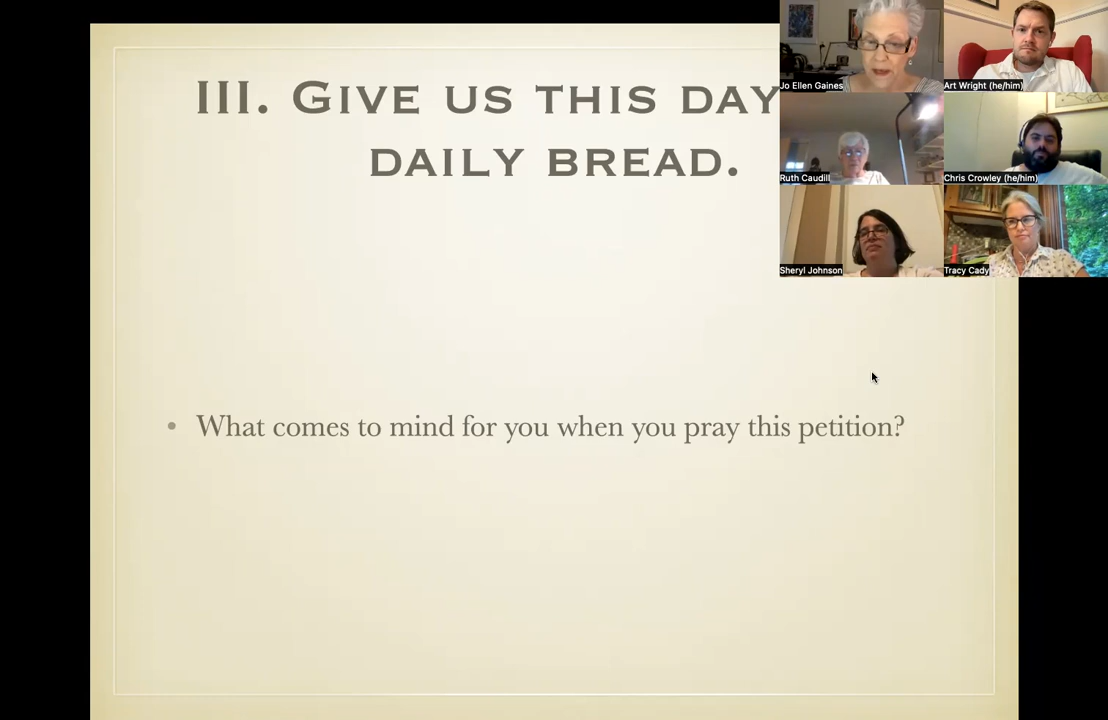 III. GIVE US THIS DAY
DAILY BREAD.
• What comes to mind for you when you pray this petition?
Jo Ellen Gaines
Art Wright (he/him)
Ruth Caudill
Chris Crowley (he/him)
Sheryl Johnson
Tracy Cady